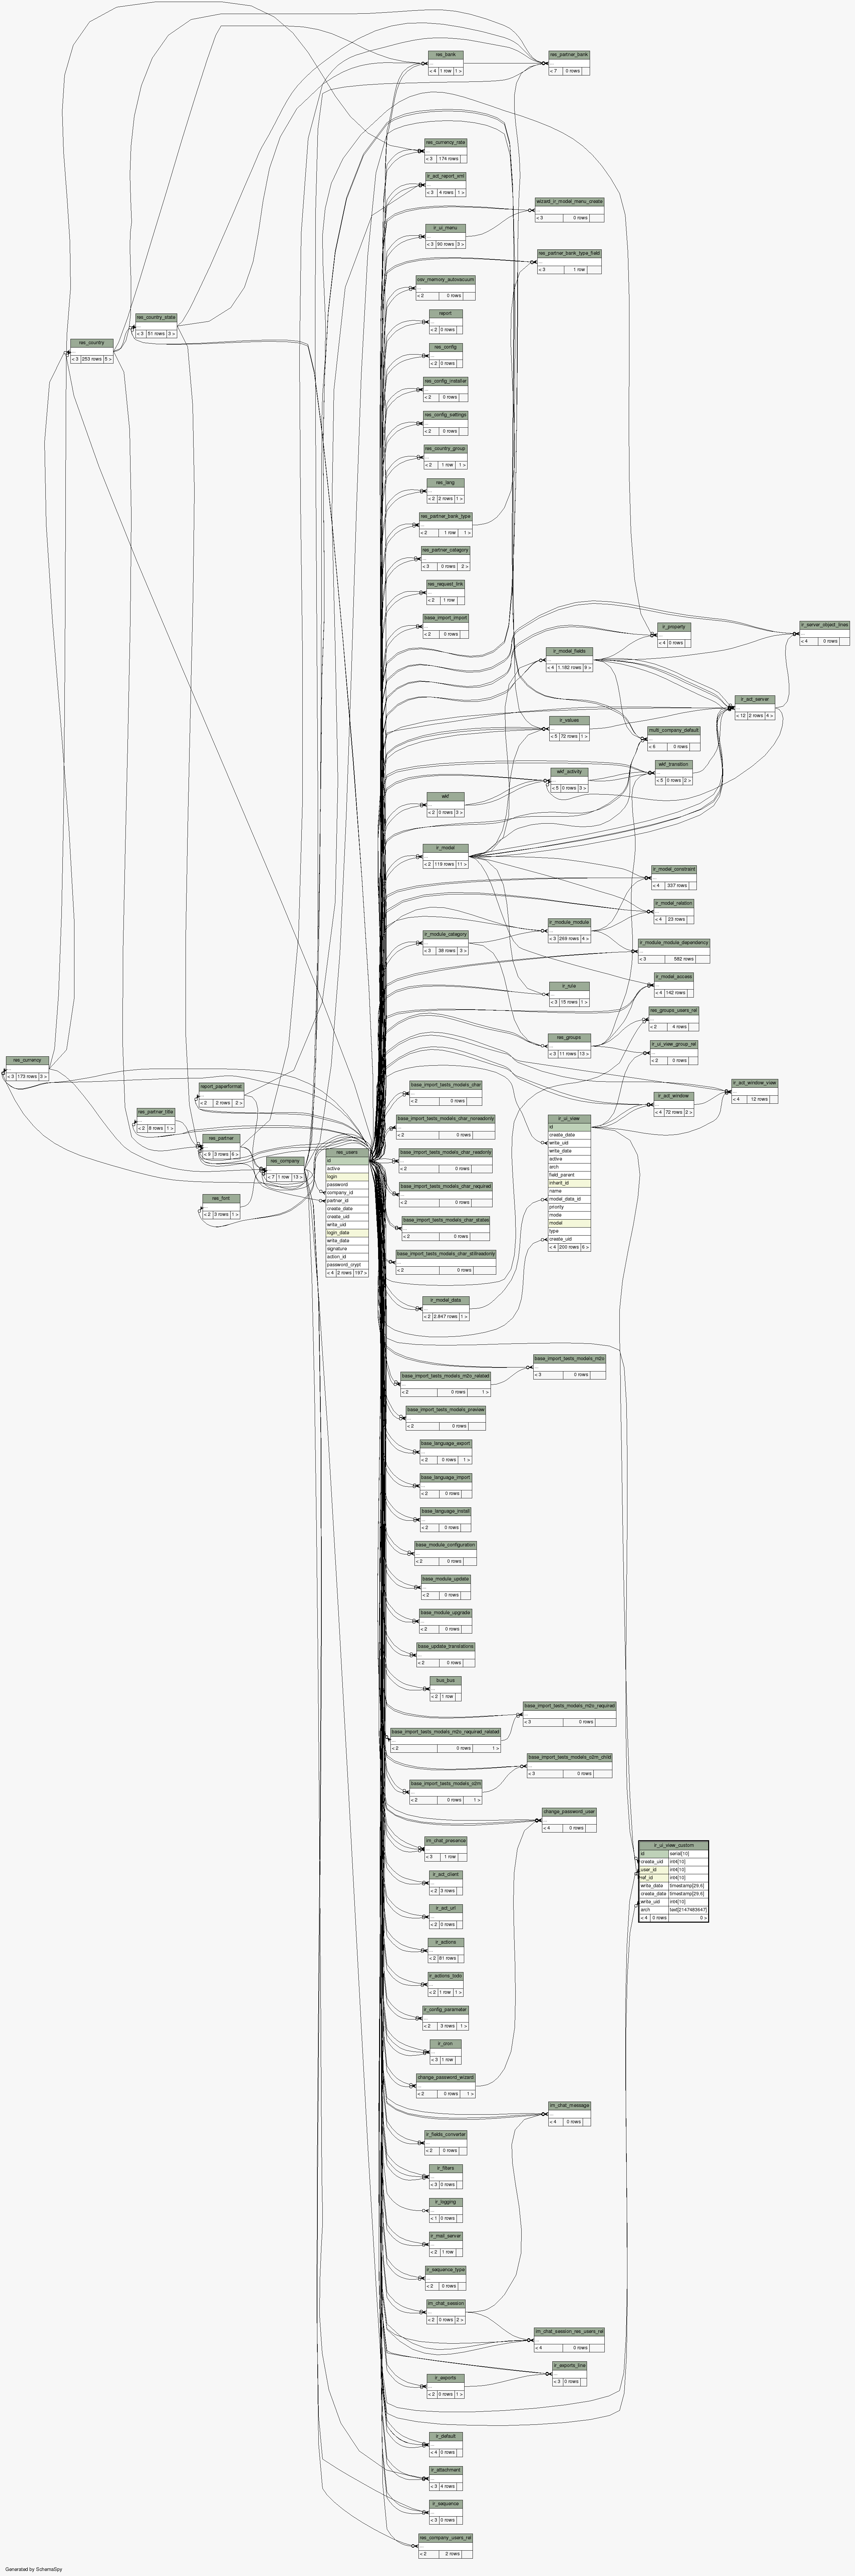 res_bank
...
< 4 1 row 1 >
res_partner_bank
...
< 7 0 rows
res_currency_rate
...
< 3 174 rows
ir_act_report_xml
...
< 3 4 rows 1 >
wizard_ir_model_menu_create
...
< 3 0 rows
ir_ui_menu
...
< 3 90 rows 3 >
res_partner_bank_type_field
...
< 3 1 row
osv_memory_autovacuum
...
< 2 0 rows
report
...
< 2 0 rows
res_country_state
...
< 3 51 rows 3 >
res_country
...
< 3 253 rows 5 >
res_config
...
< 2 0 rows
res_config_installer
...
< 2 0 rows
res_config_settings
...
< 2 0 rows
res_country_group
...
< 2 1 row 1 >
res_lang
...
< 2 2 rows 1 >
res_partner_bank_type
...
< 2 1 row 1 >
res_partner_category
...
< 3 0 rows 2 >
res_request_link
...
< 2 1 row
base_import_import
...
< 2 0 rows
ir_property
...
< 4 0 rows
ir_server_object_lines
...
< 4 0 rows
ir_model_fields
...
< 4 1,182 rows 9 >
ir_act_server
...
< 12 2 rows 4 >
ir_values
...
< 5 72 rows 1 >
multi_company_default
...
< 6 0 rows
wkf_transition
...
< 5 0 rows 2 >
wkf_activity
...
< 5 0 rows 3 >
wkf
...
< 2 0 rows 3 >
ir_model
...
< 2 119 rows 11 >
ir_model_constraint
...
< 4 337 rows
ir_model_relation
...
< 4 23 rows
ir_module_module
...
< 3 269 rows 4 >
ir_module_category
...
< 3 38 rows 3 >
ir_module_module_dependency
...
< 3 582 rows
ir_model_access
...
< 4 142 rows
ir_rule
...
< 3 15 rows 1 >
res_groups_users_rel
...
< 2 4 rows
res_groups
...
< 3 11 rows 13 >
ir_ui_view_group_rel
...
< 2 0 rows
res_currency
...
< 3 173 rows 3 >
report_paperformat
...
< 2 2 rows 2 >
base_import_tests_models_char
...
< 2 0 rows
ir_act_window
...
< 4 72 rows 2 >
ir_act_window_view
...
< 4 12 rows
res_partner_title
...
< 2 8 rows 1 >
base_import_tests_models_char_noreadonly
...
< 2 0 rows
ir_ui_view
id
create_date
write_uid
write_date
active
arch
field_parent
inherit_id
name
model_data_id
priority
mode
model
type
create_uid
< 4 200 rows 6 >
res_partner
...
< 9 3 rows 6 >
res_company
...
< 7 1 row 13 >
res_users
id
active
login
password
company_id
partner_id
create_date
create_uid
write_uid
login_date
write_date
signature
action_id
password_crypt
< 4 2 rows 197 >
base_import_tests_models_char_readonly
...
< 2 0 rows
base_import_tests_models_char_required
...
< 2 0 rows
res_font
...
< 2 3 rows 1 >
base_import_tests_models_char_states
...
< 2 0 rows
base_import_tests_models_char_stillreadonly
...
< 2 0 rows
ir_model_data
...
< 2 2,847 rows 1 >
base_import_tests_models_m2o
...
< 3 0 rows
base_import_tests_models_m2o_related
...
< 2 0 rows 1 >
base_import_tests_models_preview
...
< 2 0 rows
base_language_export
...
< 2 0 rows 1 >
base_language_import
...
< 2 0 rows
base_language_install
...
< 2 0 rows
base_module_configuration
...
< 2 0 rows
base_module_update
...
< 2 0 rows
base_module_upgrade
...
< 2 0 rows
base_update_translations
...
< 2 0 rows
bus_bus
...
< 2 1 row
base_import_tests_models_m2o_required
...
< 3 0 rows
base_import_tests_models_m2o_required_related
...
< 2 0 rows 1 >
base_import_tests_models_o2m_child
...
< 3 0 rows
base_import_tests_models_o2m
...
< 2 0 rows 1 >
change_password_user
...
< 4 0 rows
im_chat_presence
...
< 3 1 row
ir_ui_view_custom
id serial[10]
create_uid int4[10]
user_id int4[10]
ref_id int4[10]
write_date timestamp[29,6]
create_date timestamp[29,6]
write_uid int4[10]
arch text[2147483647]
< 4 0 rows 0 >
ir_act_client
...
< 2 3 rows
ir_act_url
...
< 2 0 rows
ir_actions
...
< 2 81 rows
ir_actions_todo
...
< 2 1 row 1 >
ir_config_parameter
...
< 2 3 rows 1 >
ir_cron
...
< 3 1 row
change_password_wizard
...
< 2 0 rows 1 >
im_chat_message
...
< 4 0 rows
ir_fields_converter
...
< 2 0 rows
ir_filters
...
< 3 0 rows
ir_logging
...
< 1 0 rows
ir_mail_server
...
< 2 1 row
ir_sequence_type
...
< 2 0 rows
im_chat_session
...
< 2 0 rows 2 >
im_chat_session_res_users_rel
...
< 4 0 rows
ir_exports_line
...
< 3 0 rows
ir_exports
...
< 2 0 rows 1 >
ir_default
...
< 4 0 rows
ir_attachment
...
< 3 4 rows
ir_sequence
...
< 3 0 rows
res_company_users_rel
...
< 2 2 rows
Generated by SchemaSpy